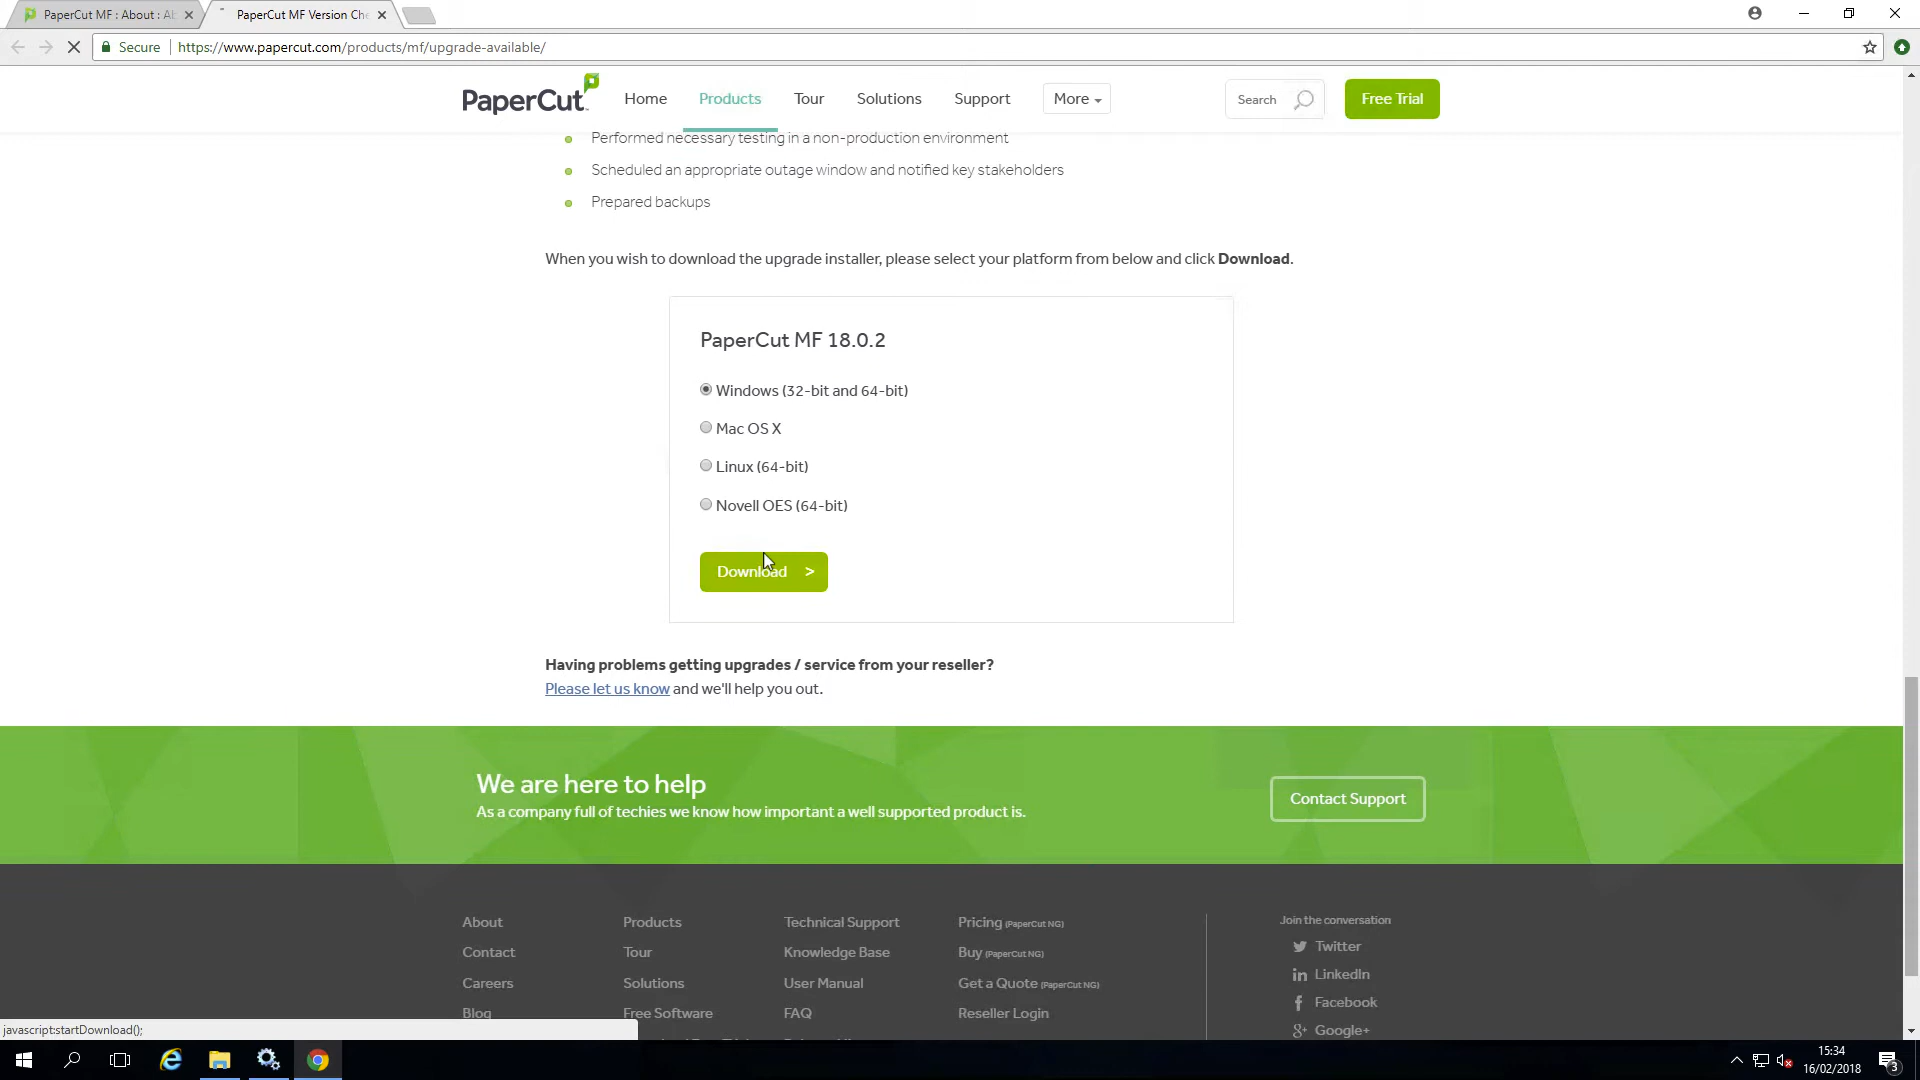 PaperCut MF : About : Ab
PaperCut MF Version Che
Secure
https://www.papercut.com/products/mf/upgrade-available/
PaperCut
Home
Products
Tour
Solutions
Support
More
Search
Free Trial
Performed necessary testing in a non-production environment
Scheduled an appropriate outage window and notified key stakeholders
Prepared backups
When you wish to download the upgrade installer, please select your platform from below and click Download.
PaperCut MF 18.0.2
Windows (32-bit and 64-bit)
Mac OS X
Linux (64-bit)
Novell OES (64-bit)
Download >
Having problems getting upgrades / service from your reseller?
Please let us know and we'll help you out.
We are here to help
As a company full of techies we know how important a well supported product is.
Contact Support
About
Products
Technical Support
Pricing (PaperCut NG)
Join the conversation
Contact
Tour
Knowledge Base
Buy (PaperCut NG)
Twitter
Careers
Solutions
User Manual
Get a Quote (PaperCut NG)
LinkedIn
Blog
Free Software
FAQ
Reseller Login
Facebook
Google+
javascript:startDownload();
15:34
16/02/2018
3